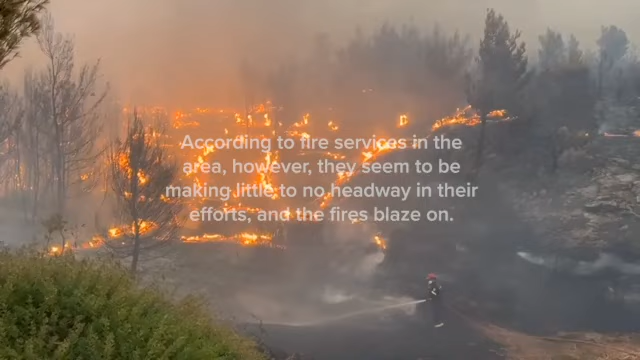 According to fire services in the
area, however, they seem to be
making little to no headway in their
efforts, and the fires blaze on.